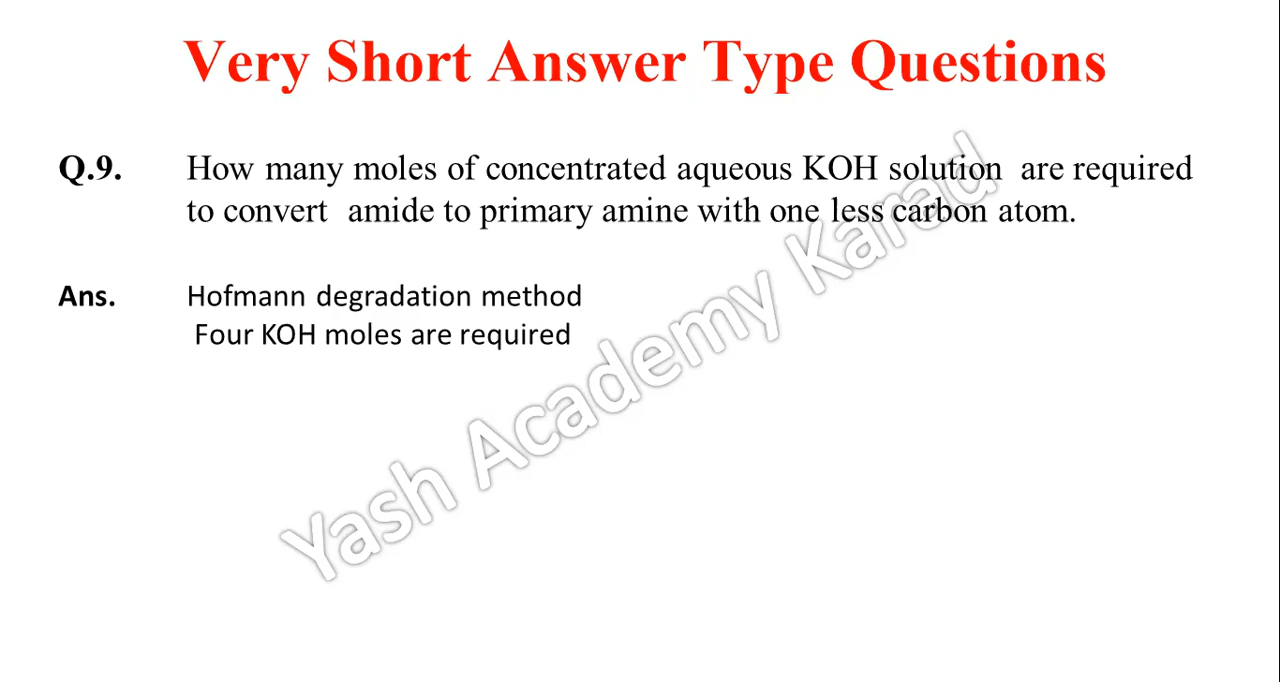 Very Short Answer Type Questions
Q.9. How many moles of concentrated aqueous KOH solution are required
to convert amide to primary amine with one less carbon atom.
Ans. Hofmann degradation method
Four KOH moles are required
Yash Academy Karad